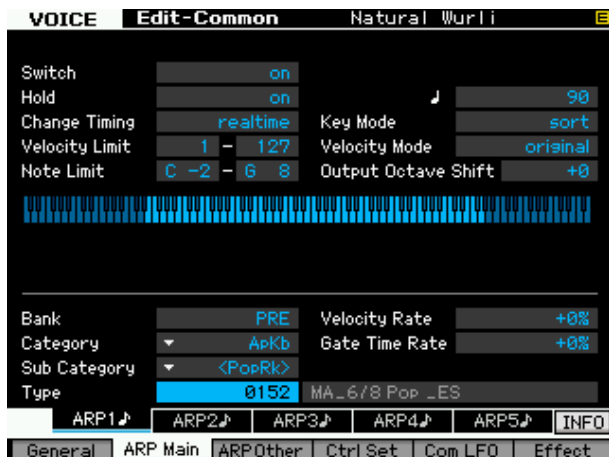 VOICE Edit-Common Natural Wurli E
Switch on
Hold on ♩ 90
Change Timing realtime Key Mode sort
Velocity Limit 1 – 127 Velocity Mode original
Note Limit C -2 – G 8 Output Octave Shift +0
Bank PRE Velocity Rate +0%
Category ApKb Gate Time Rate +0%
Sub Category <PopRk>
Type 0152 MA_6/8 Pop _ES
ARP1♪ ARP2♪ ARP3♪ ARP4♪ ARP5♪ INFO
General ARP Main ARP Other Ctrl Set Com LFO Effect